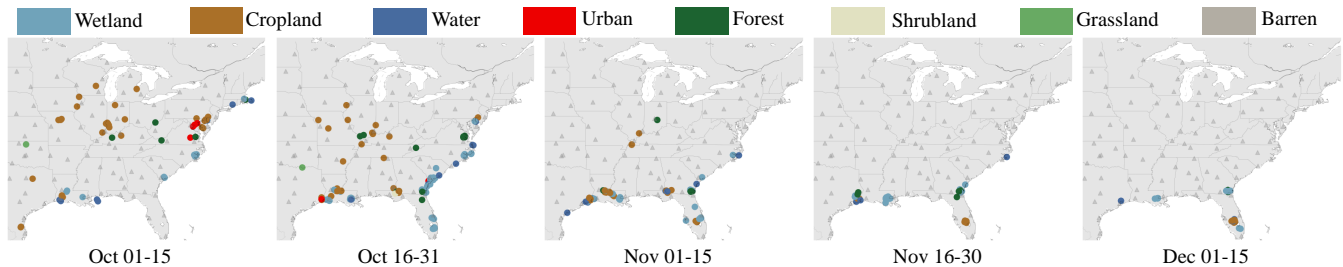 Wetland Cropland Water Urban Forest Shrubland Grassland Barren
Oct 01-15 Oct 16-31 Nov 01-15 Nov 16-30 Dec 01-15